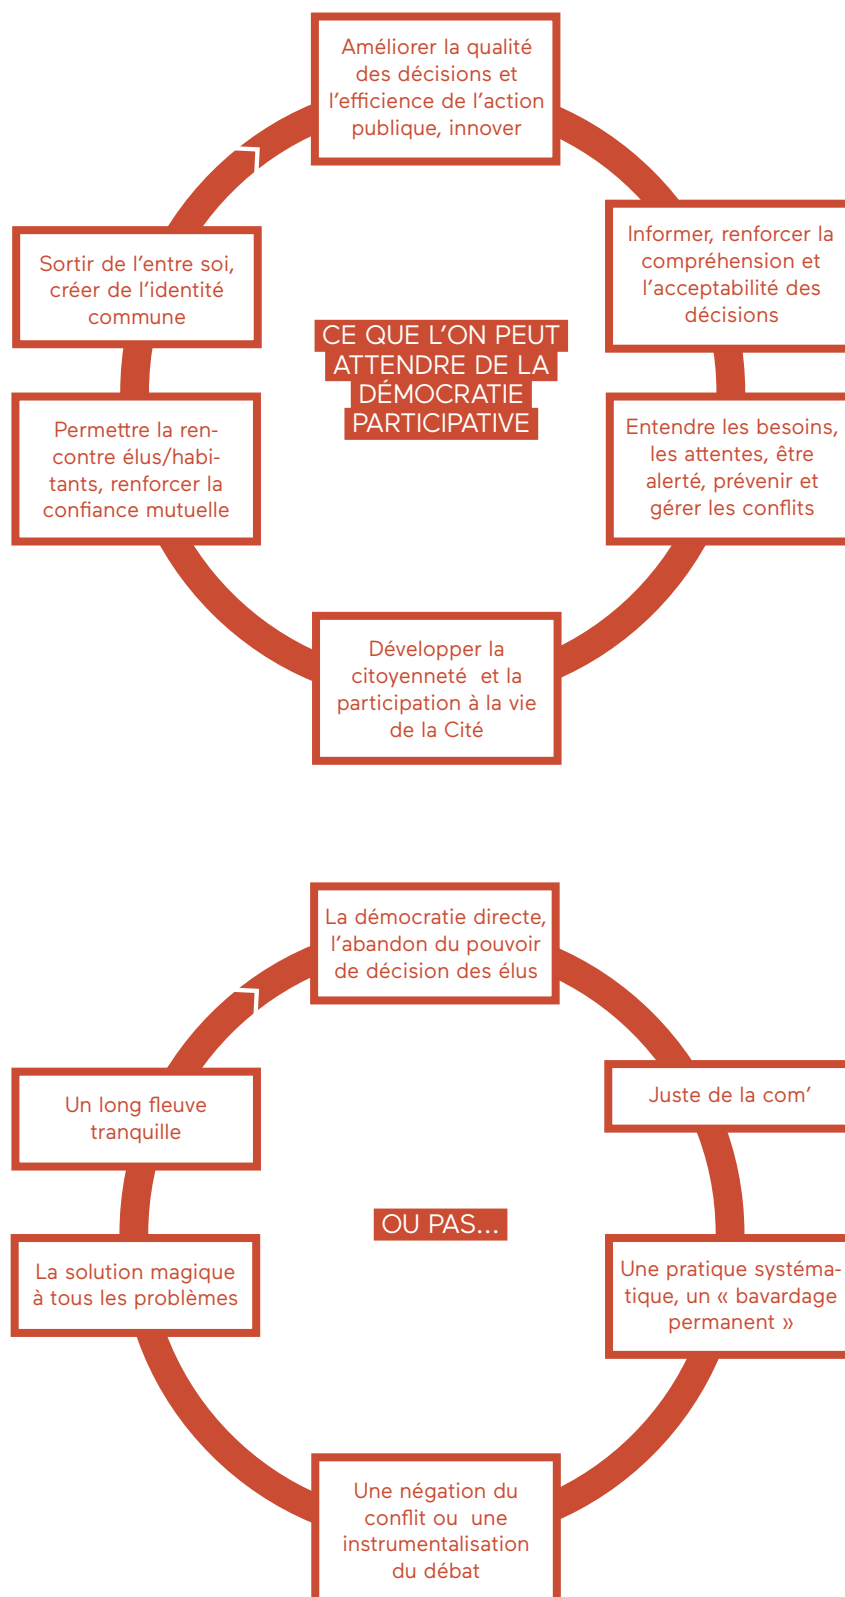 Améliorer la qualité
des décisions et
l'efficience de l'action
publique, innover
Informer, renforcer la
compréhension et
l'acceptabilité des
décisions
Entendre les besoins,
les attentes, être
alerté, prévenir et
gérer les conflits
Développer la
citoyenneté et la
participation à la vie
de la Cité
Permettre la ren-
contre élus/habi-
tants, renforcer la
confiance mutuelle
Sortir de l'entre soi,
créer de l'identité
commune
CE QUE L'ON PEUT
ATTENDRE DE LA
DÉMOCRATIE
PARTICIPATIVE
La démocratie directe,
l'abandon du pouvoir
de décision des élus
Juste de la com'
Une pratique systéma-
tique, un « bavardage
permanent »
Une négation du
conflit ou une
instrumentalisation
du débat
La solution magique
à tous les problèmes
Un long fleuve
tranquille
OU PAS...